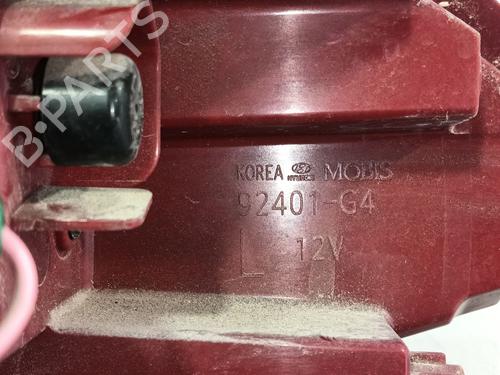 B-PARTS
KOREA MOBIS
92401-G4
L 12V